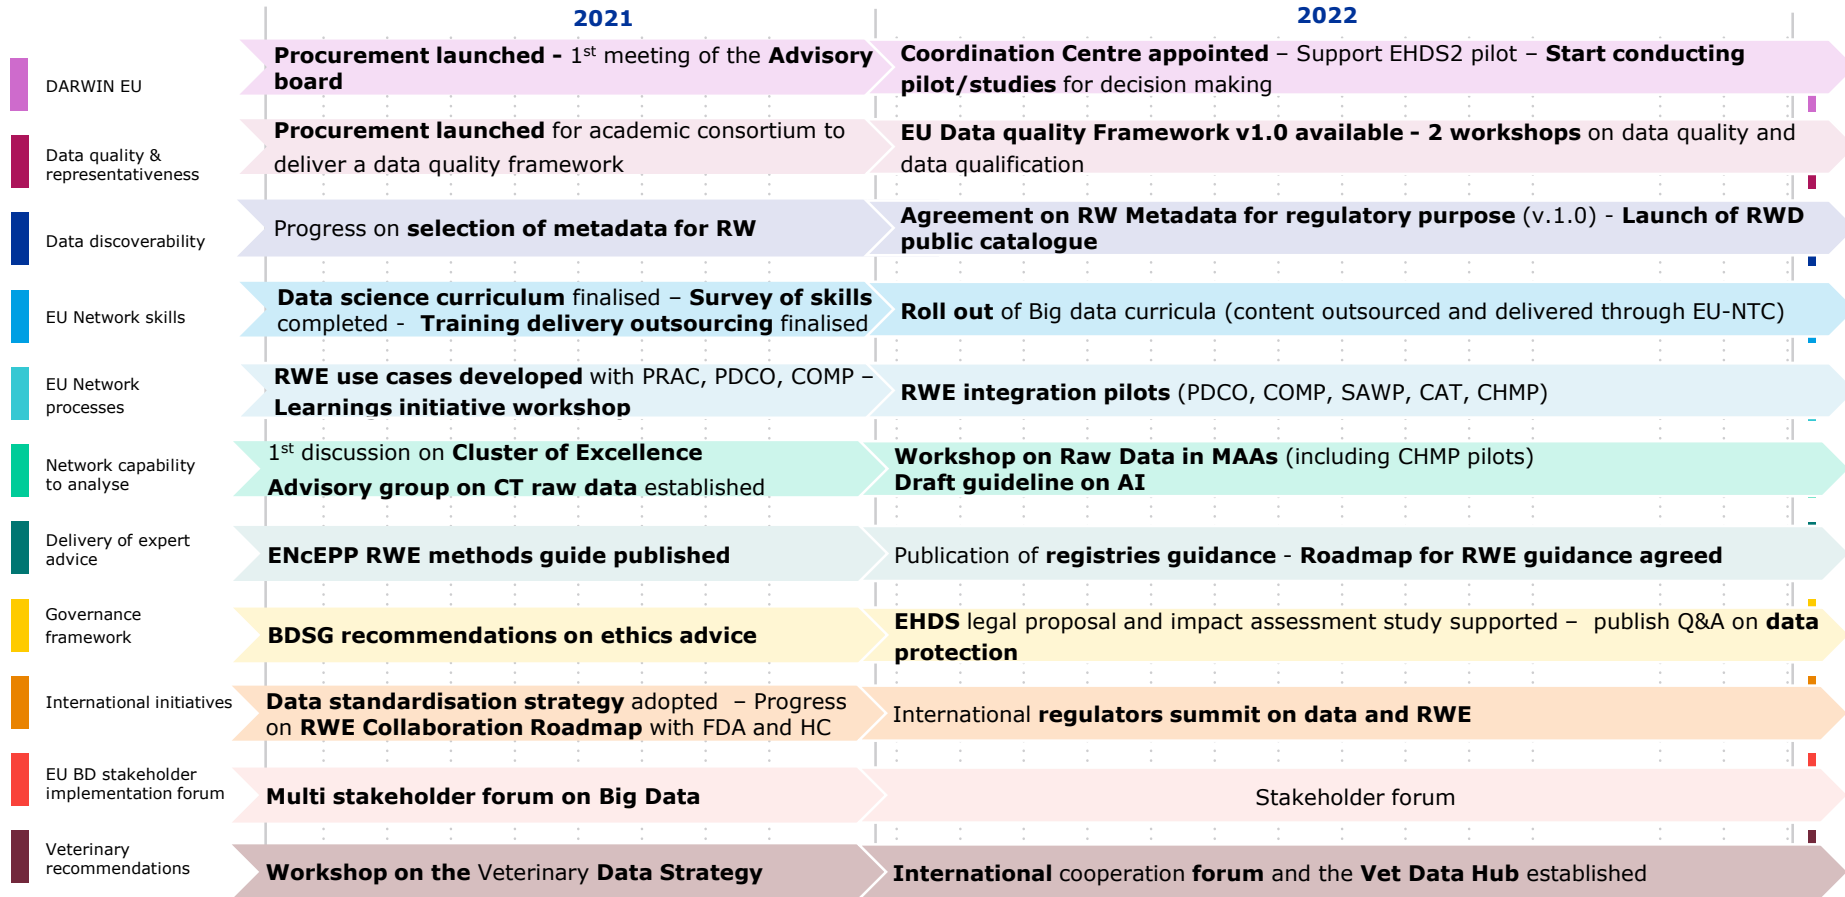 2021
2022
DARWIN EU
Procurement launched - 1st meeting of the Advisory
board
Coordination Centre appointed – Support EHDS2 pilot – Start conducting
pilot/studies for decision making
Data quality &
representativeness
Procurement launched for academic consortium to
deliver a data quality framework
EU Data quality Framework v1.0 available - 2 workshops on data quality and
data qualification
Data discoverability
Progress on selection of metadata for RW
Agreement on RW Metadata for regulatory purpose (v.1.0) - Launch of RWD
public catalogue
EU Network skills
Data science curriculum finalised – Survey of skills
completed - Training delivery outsourcing finalised
Roll out of Big data curricula (content outsourced and delivered through EU-NTC)
EU Network
processes
RWE use cases developed with PRAC, PDCO, COMP –
Learnings initiative workshop
RWE integration pilots (PDCO, COMP, SAWP, CAT, CHMP)
Network capability
to analyse
1st discussion on Cluster of Excellence
Advisory group on CT raw data established
Workshop on Raw Data in MAAs (including CHMP pilots)
Draft guideline on AI
Delivery of expert
advice
ENcEPP RWE methods guide published
Publication of registries guidance - Roadmap for RWE guidance agreed
Governance
framework
BDSG recommendations on ethics advice
EHDS legal proposal and impact assessment study supported – publish Q&A on data
protection
International initiatives
Data standardisation strategy adopted – Progress
on RWE Collaboration Roadmap with FDA and HC
International regulators summit on data and RWE
EU BD stakeholder
implementation forum
Multi stakeholder forum on Big Data
Stakeholder forum
Veterinary
recommendations
Workshop on the Veterinary Data Strategy
International cooperation forum and the Vet Data Hub established